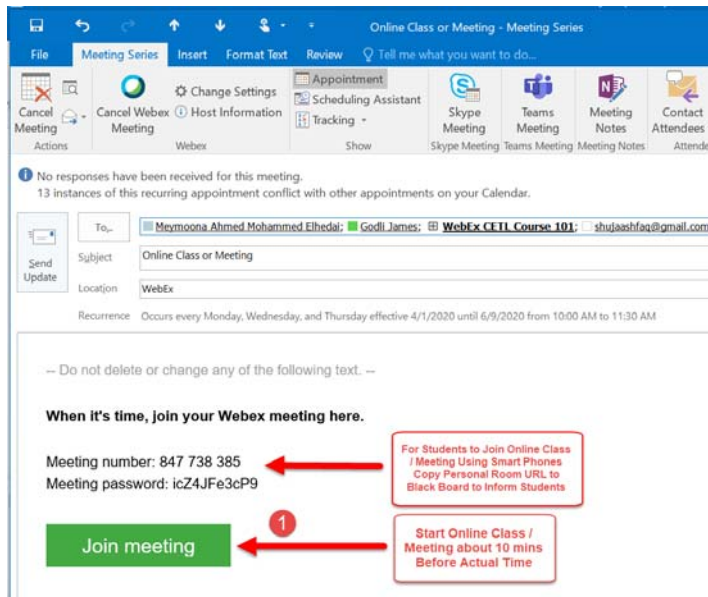 Online Class or Meeting - Meeting Series
File Meeting Series Insert Format Text Review Tell me what you want to do...
Cancel Meeting
Actions
Cancel Webex Meeting
Change Settings
Host Information
Webex
Appointment
Scheduling Assistant
Tracking
Show
Skype Meeting
Skype Meeting
Teams Meeting
Teams Meeting
Meeting Notes
Meeting Notes
Contact Attendees
Attende
No responses have been received for this meeting.
13 instances of this recurring appointment conflict with other appointments on your Calendar.
Send Update
To... Meymoona Ahmed Mohammed Elhedai; Godli James; WebEx CETL Course 101; shujaashfaq@gmail.com
Subject Online Class or Meeting
Location WebEx
Recurrence Occurs every Monday, Wednesday, and Thursday effective 4/1/2020 until 6/9/2020 from 10:00 AM to 11:30 AM
-- Do not delete or change any of the following text. --
When it's time, join your Webex meeting here.
Meeting number: 847 738 385
Meeting password: icZ4JFe3cP9
For Students to Join Online Class
/ Meeting Using Smart Phones
Copy Personal Room URL to
Black Board to Inform Students
Join meeting
1
Start Online Class /
Meeting about 10 mins
Before Actual Time